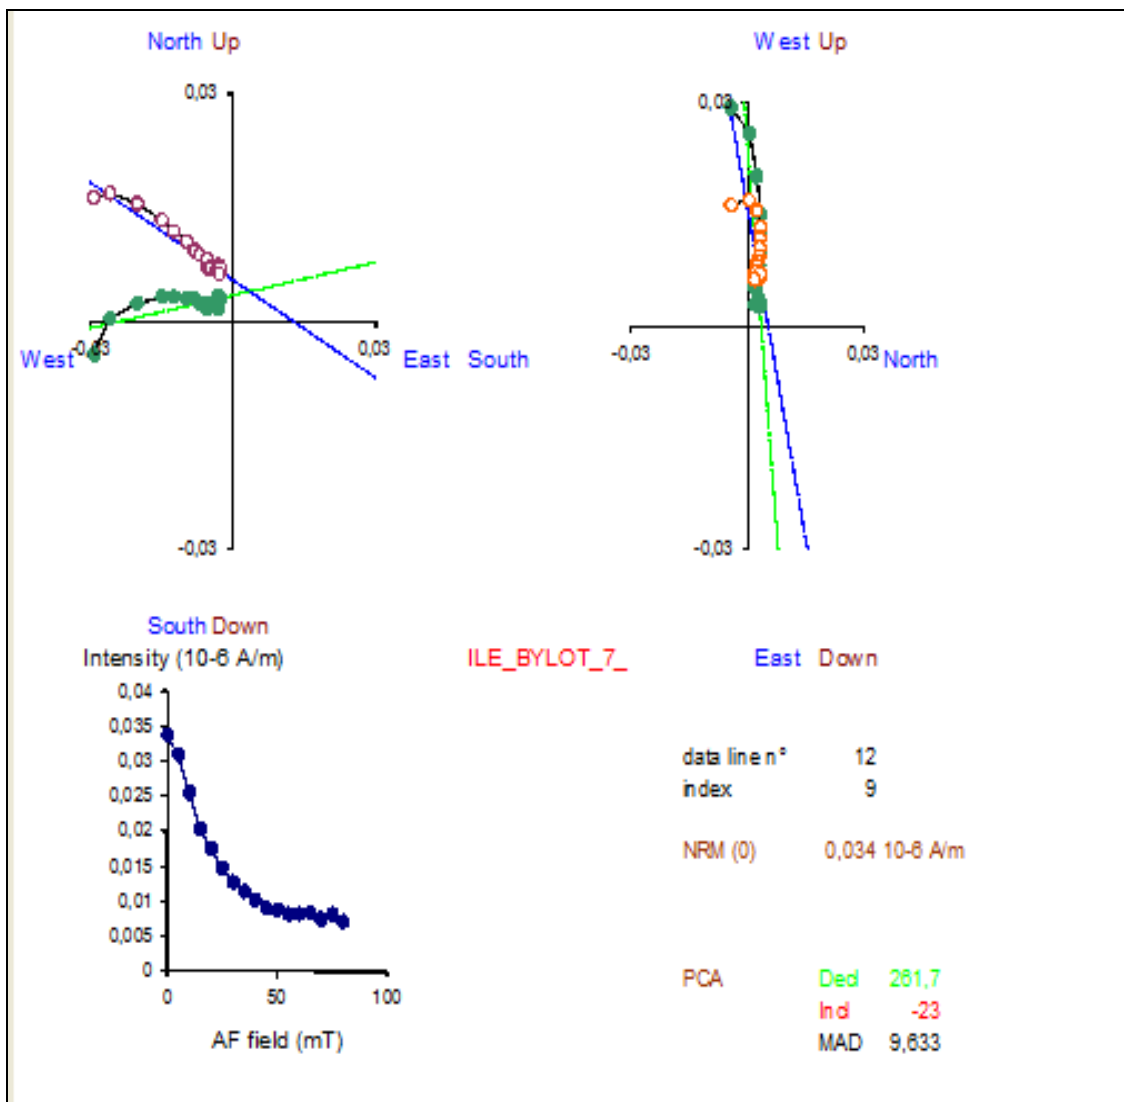 North Up
West Up
0,03
0,03
West
-0,03
0,03
East
South
-0,03
0,03
North
-0,03
-0,03
South Down
Intensity (10-6 A/m)
ILE_BYLOT_7_
East Down
0,04
0,035
0,03
0,025
0,02
0,015
0,01
0,005
0
0
50
100
AF field (mT)
data line n° 12
index 9
NRM (0) 0,034 10-6 A/m
PCA Decl 261,7
Incl -23
MAD 9,633